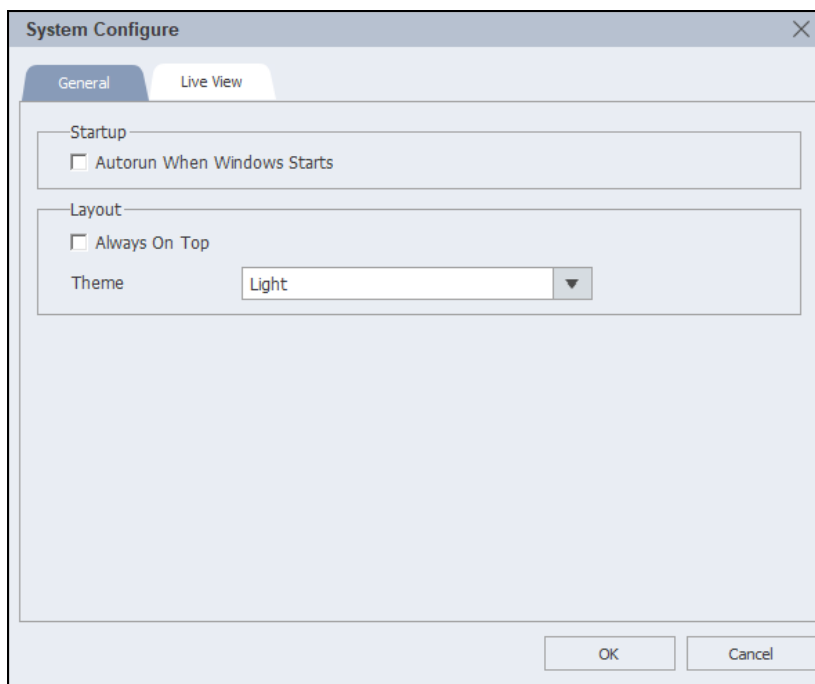 System Configure
General Live View
Startup
Autorun When Windows Starts
Layout
Always On Top
Theme Light
OK Cancel